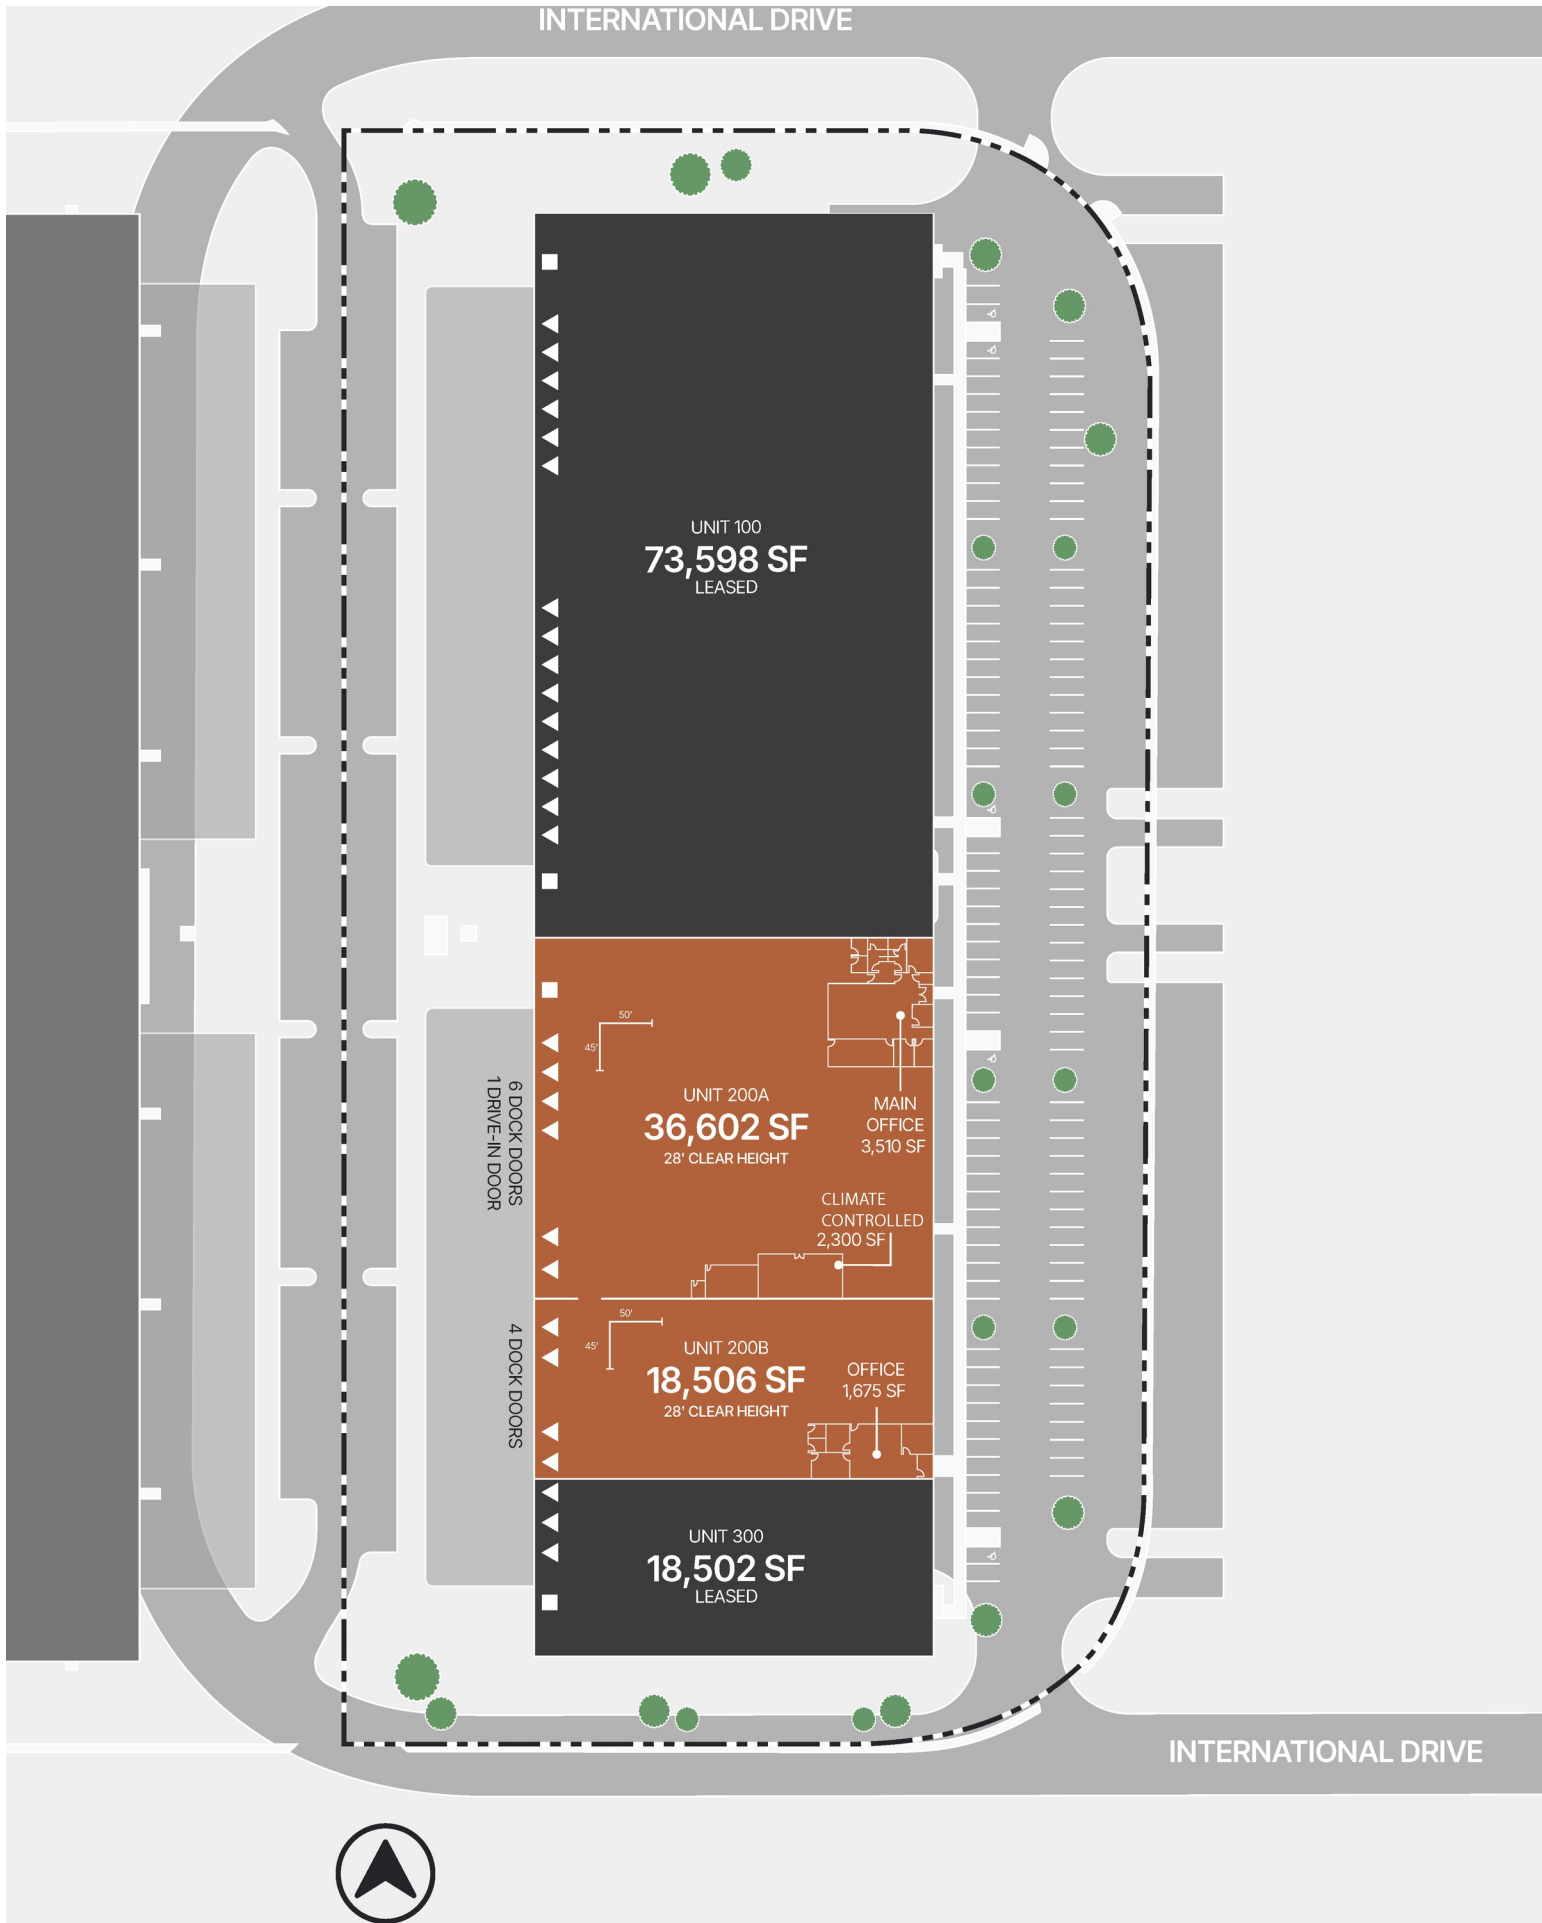 INTERNATIONAL DRIVE
UNIT 100
73,598 SF
LEASED
50'
45'
6 DOCK DOORS
1 DRIVE-IN DOOR
UNIT 200A
36,602 SF
28' CLEAR HEIGHT
MAIN
OFFICE
3,510 SF
CLIMATE
CONTROLLED
2,300 SF
50'
45'
4 DOCK DOORS
UNIT 200B
18,506 SF
28' CLEAR HEIGHT
OFFICE
1,675 SF
UNIT 300
18,502 SF
LEASED
INTERNATIONAL DRIVE